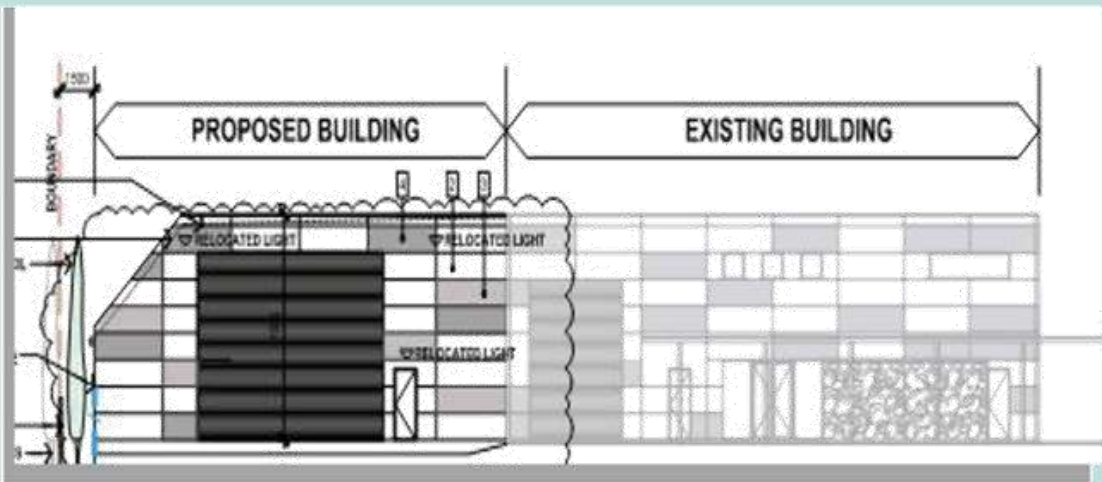 1500
BOUNDARY
PROPOSED BUILDING
EXISTING BUILDING
RELOCATED LIGHT
RELOCATED LIGHT
RELOCATED LIGHT